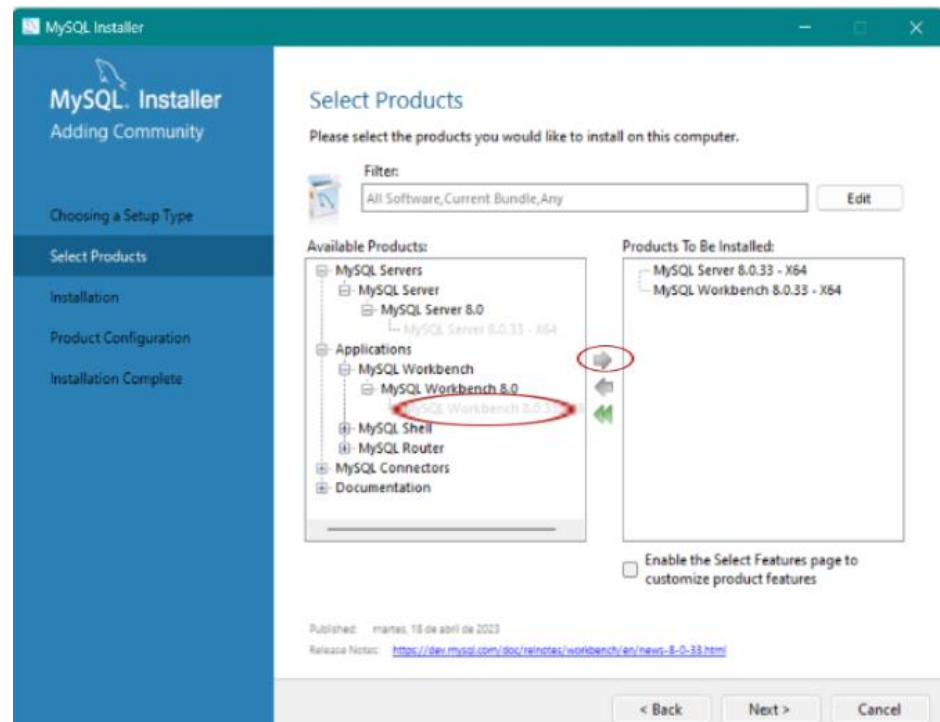 MySQL Installer
MySQL. Installer
Adding Community
Choosing a Setup Type
Select Products
Installation
Product Configuration
Installation Complete
Select Products
Please select the products you would like to install on this computer.
Filter:
All Software,Current Bundle,Any
Edit
Available Products:
MySQL Servers
MySQL Server
MySQL Server 8.0
MySQL Server 8.0.33 - X64
Applications
MySQL Workbench
MySQL Workbench 8.0
MySQL Workbench 8.0.33
MySQL Shell
MySQL Router
MySQL Connectors
Documentation
Products To Be Installed:
MySQL Server 8.0.33 - X64
MySQL Workbench 8.0.33 - X64
Enable the Select Features page to
customize product features
Published: martes, 18 de abril de 2023
Release Notes: https://dev.mysql.com/doc/relnotes/workbench/en/news-8-0-33.html
< Back
Next >
Cancel